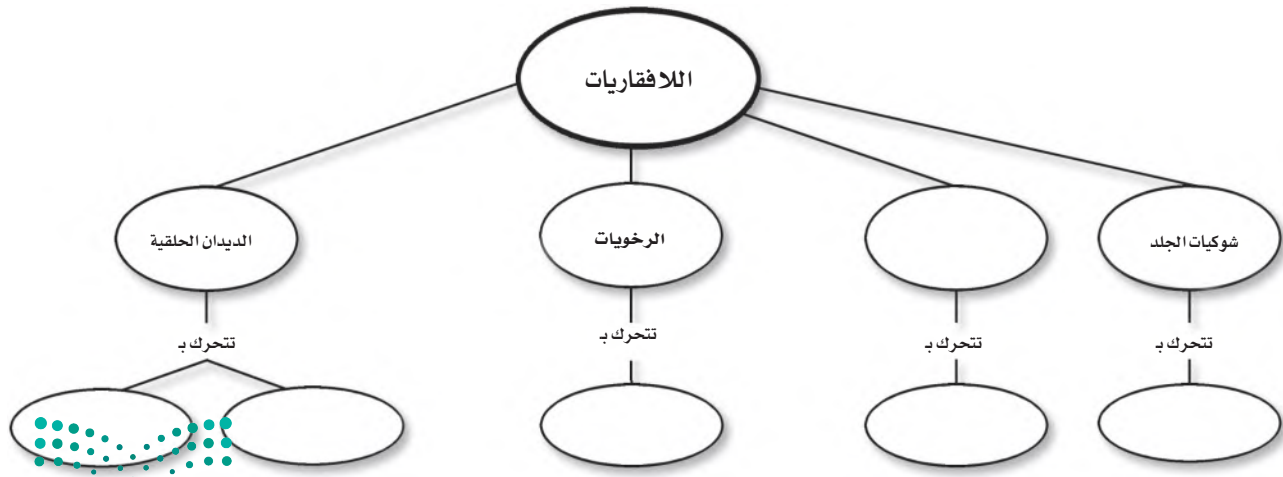 اللافقاريات
شوكيات الجلد
الرخويات
الديدان الحلقية
تتحرك بـ
تتحرك بـ
تتحرك بـ
تتحرك بـ